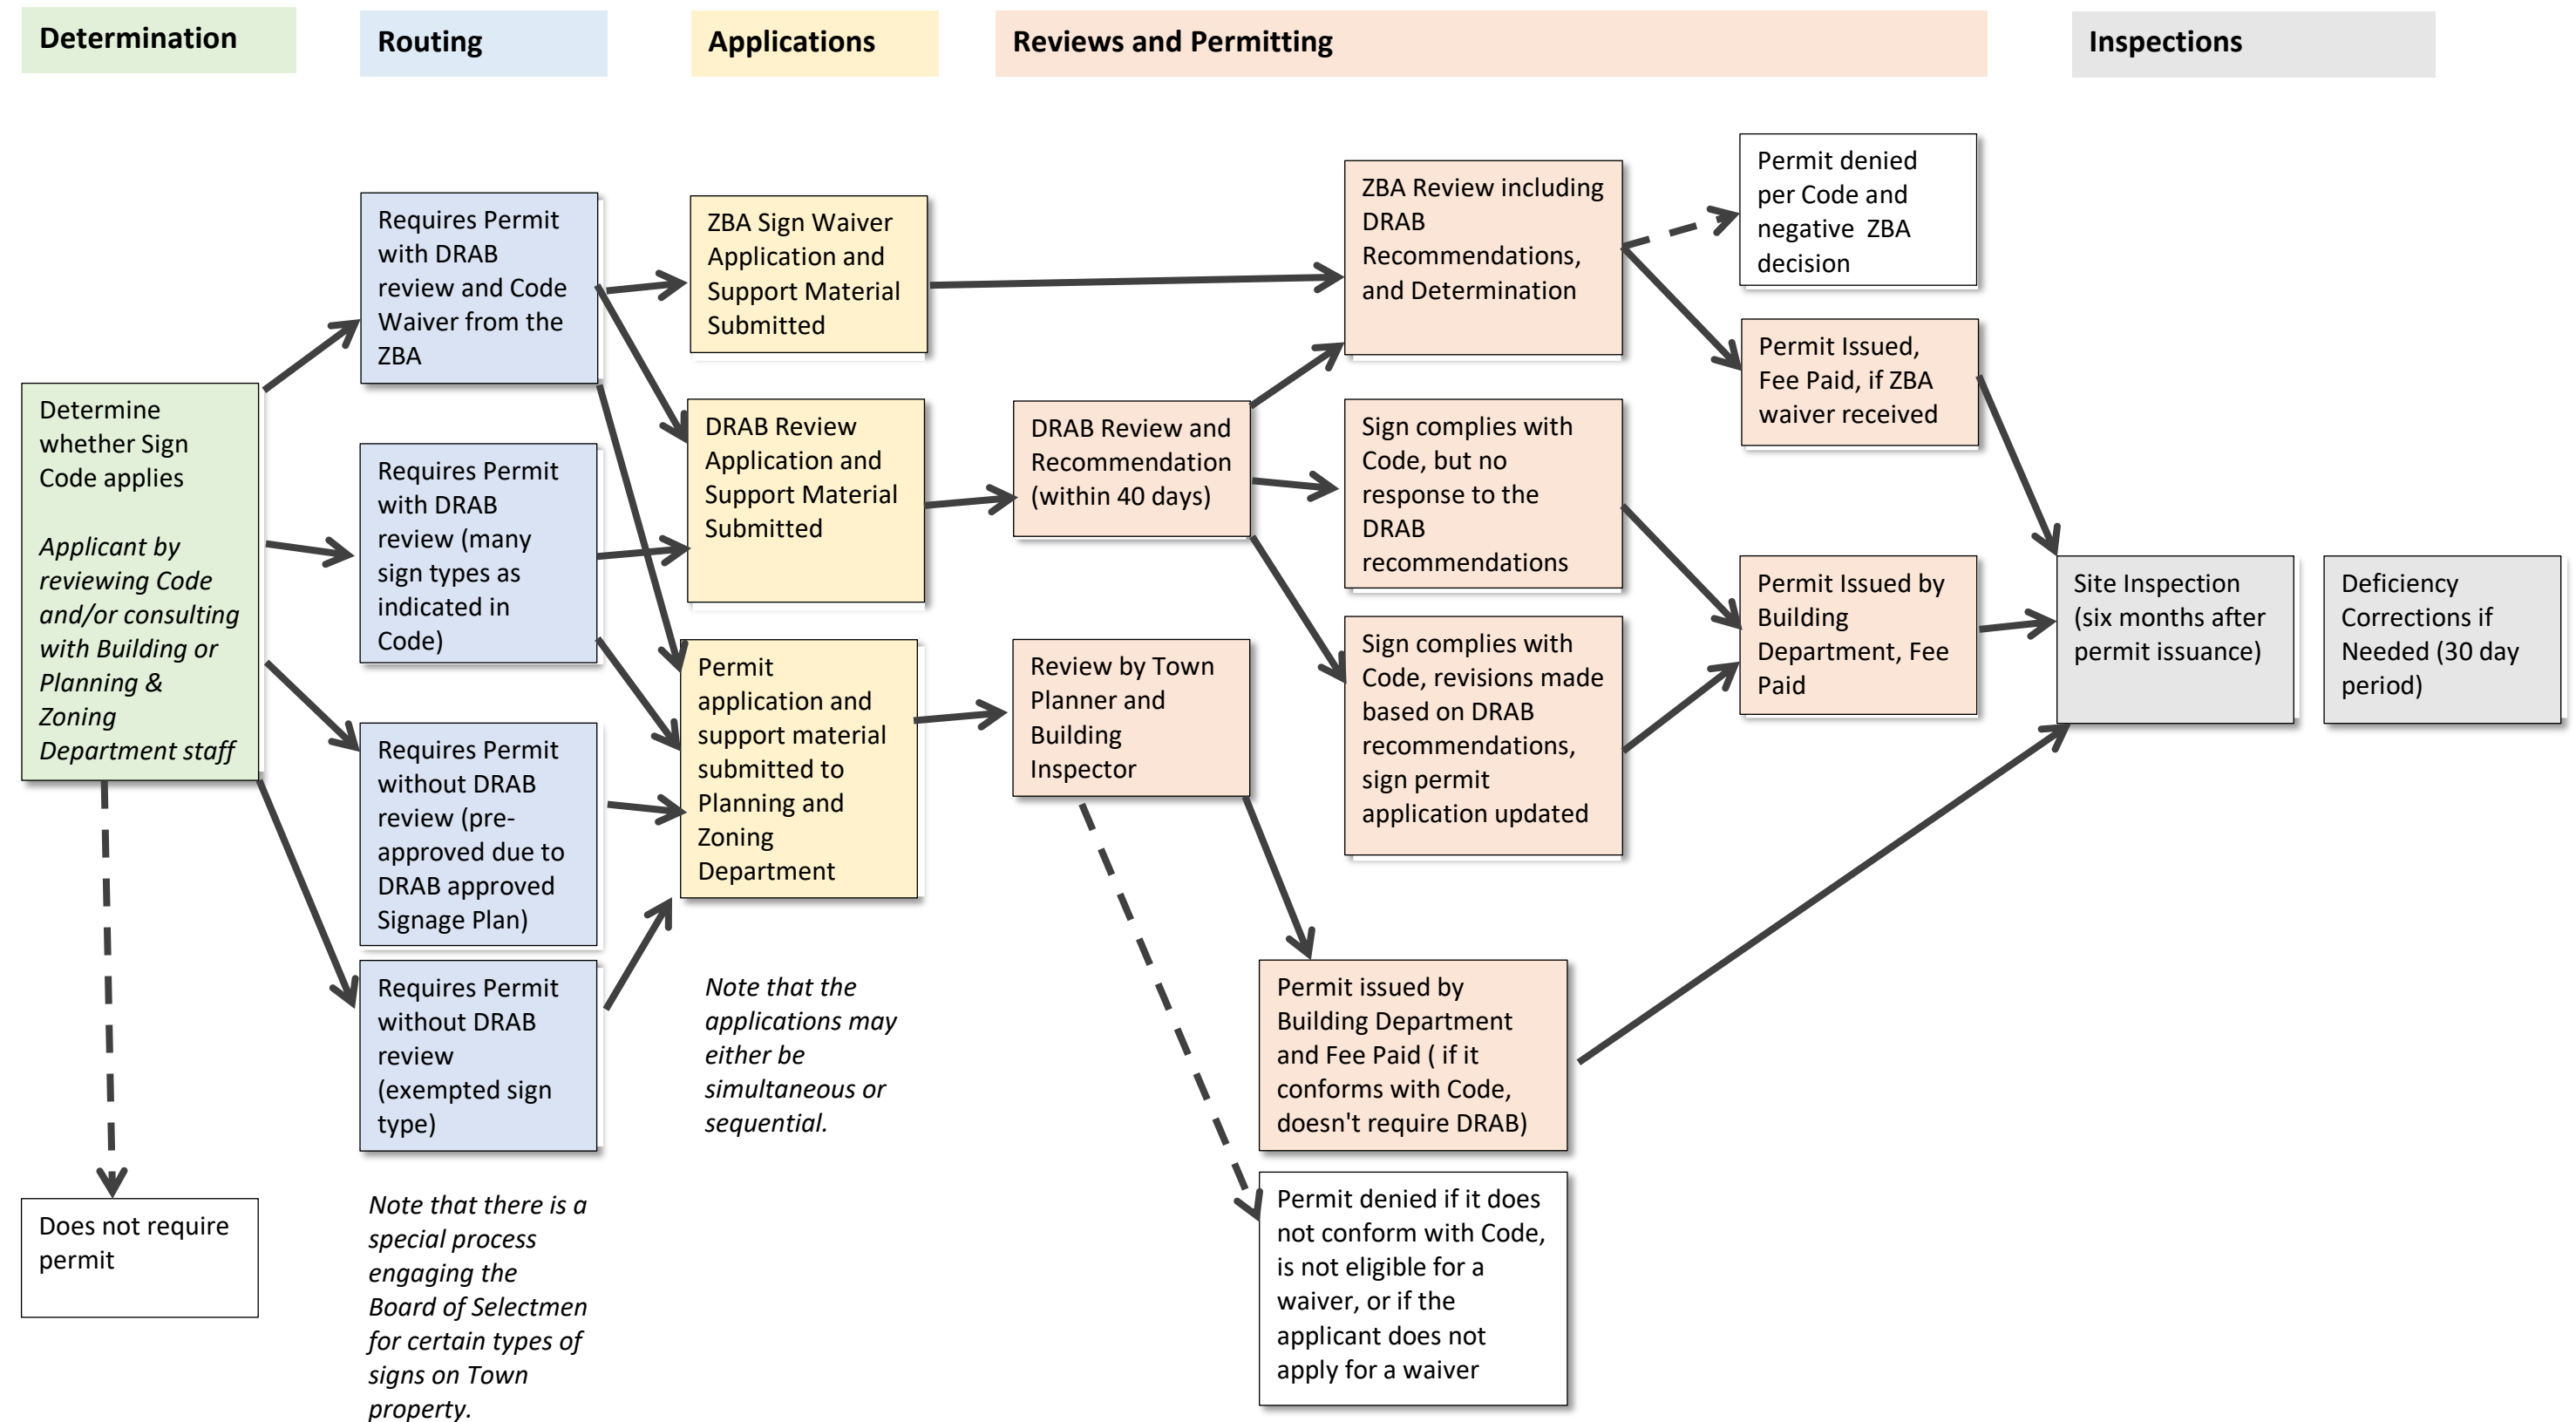 Determination
Routing
Applications
Reviews and Permitting
Inspections
Determine
whether Sign
Code applies
Applicant by
reviewing Code
and/or consulting
with Building or
Planning &
Zoning
Department staff
Does not require
permit
Requires Permit
with DRAB
review and Code
Waiver from the
ZBA
Requires Permit
with DRAB
review (many
sign types as
indicated in
Code)
Requires Permit
without DRAB
review (pre-
approved due to
DRAB approved
Signage Plan)
Requires Permit
without DRAB
review
(exempted sign
type)
Note that there is a
special process
engaging the
Board of Selectmen
for certain types of
signs on Town
property.
ZBA Sign Waiver
Application and
Support Material
Submitted
DRAB Review
Application and
Support Material
Submitted
Permit
application and
support material
submitted to
Planning and
Zoning
Department
Note that the
applications may
either be
simultaneous or
sequential.
DRAB Review and
Recommendation
(within 40 days)
Review by Town
Planner and
Building
Inspector
ZBA Review including
DRAB
Recommendations,
and Determination
Sign complies with
Code, but no
response to the
DRAB
recommendations
Sign complies with
Code, revisions made
based on DRAB
recommendations,
sign permit
application updated
Permit issued by
Building Department
and Fee Paid ( if it
conforms with Code,
doesn't require DRAB)
Permit denied if it does
not conform with Code,
is not eligible for a
waiver, or if the
applicant does not
apply for a waiver
Permit denied
per Code and
negative ZBA
decision
Permit Issued,
Fee Paid, if ZBA
waiver received
Permit Issued by
Building
Department, Fee
Paid
Site Inspection
(six months after
permit issuance)
Deficiency
Corrections if
Needed (30 day
period)